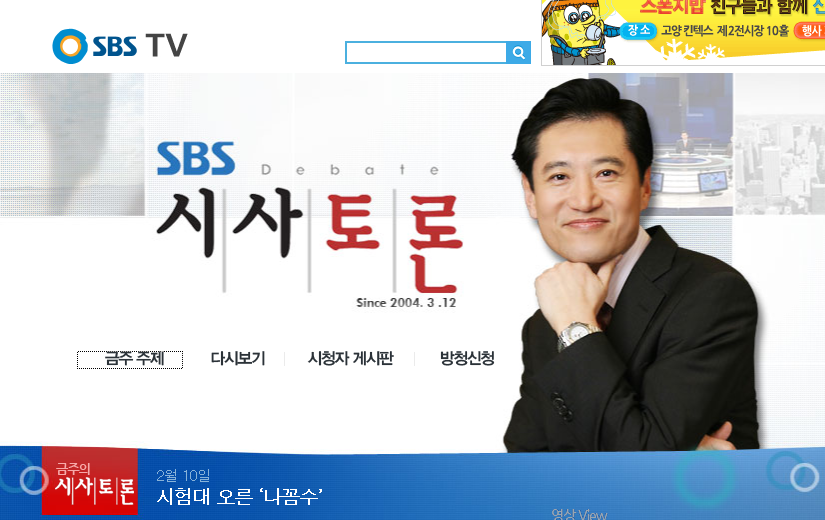 SBS TV
스폰지밥 친구들과 함께
장소 고양 킨텍스 제2전시장 10홀 행사
SBS Debate
시사토론
Since 2004. 3 .12
금주 주제 다시보기 시청자 게시판 방청신청
금주의
시사토론
2월 10일
시험대 오른 ‘나꼼수’
영상 View